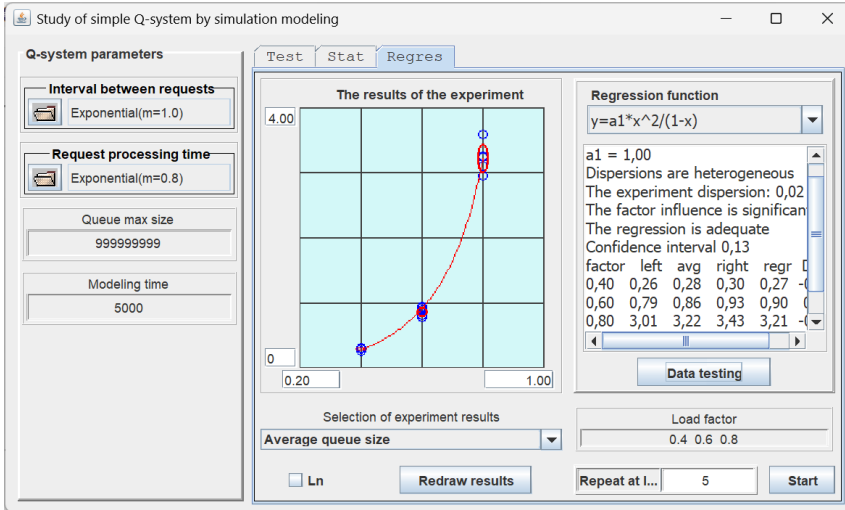 Study of simple Q-system by simulation modeling
Q-system parameters
Interval between requests
Exponential(m=1.0)
Request processing time
Exponential(m=0.8)
Queue max size
999999999
Modeling time
5000
Test Stat Regres
The results of the experiment
4.00
0
0.20 1.00
Selection of experiment results
Average queue size
Ln
Redraw results
Regression function
y=a1*x^2/(1-x)
a1 = 1,00
Dispersions are heterogeneous
The experiment dispersion: 0,02
The factor influence is significan
The regression is adequate
Confidence interval 0,13
factor left avg right regr
0,40 0,26 0,28 0,30 0,27
0,60 0,79 0,86 0,93 0,90
0,80 3,01 3,22 3,43 3,21
Data testing
Load factor
0.4 0.6 0.8
Repeat at l... 5 Start